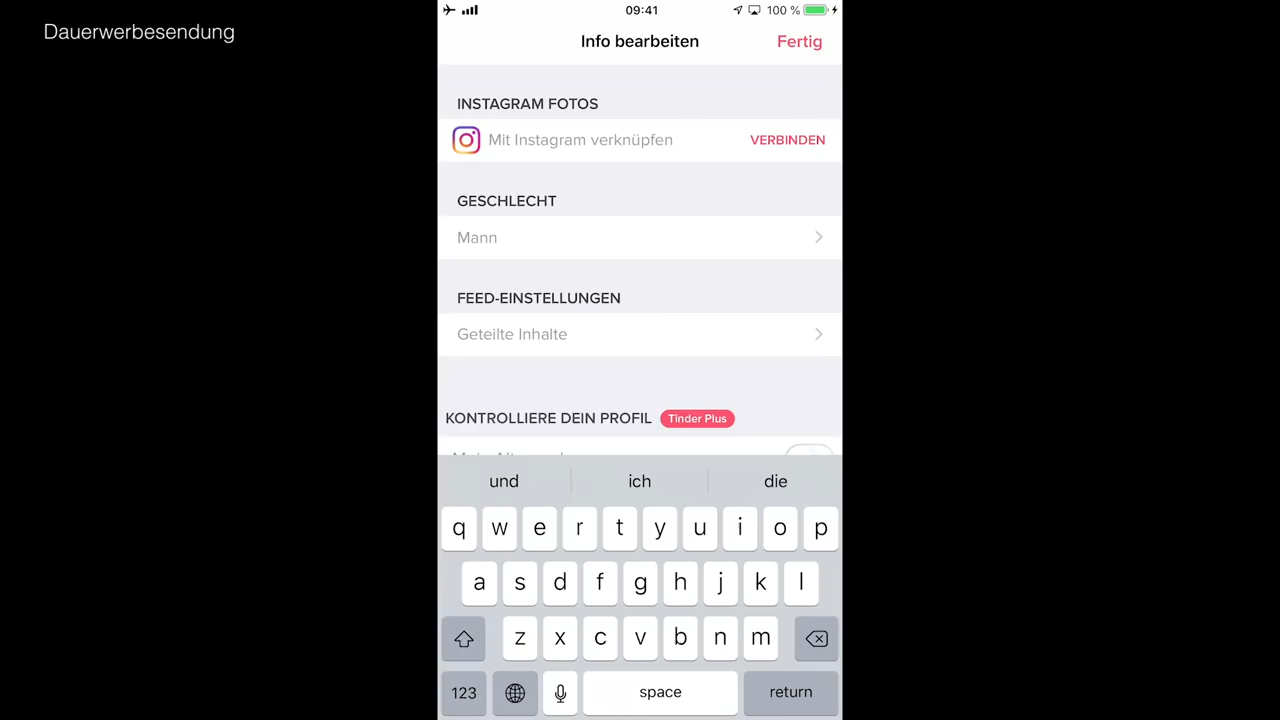 Dauerwerbesendung
09:41
100 %
Info bearbeiten
Fertig
INSTAGRAM FOTOS
Mit Instagram verknüpfen
VERBINDEN
GESCHLECHT
Mann
FEED-EINSTELLUNGEN
Geteilte Inhalte
KONTROLLIERE DEIN PROFIL
Tinder Plus
und ich die
q w e r t y u i o p
a s d f g h j k l
z x c v b n m
123 space return